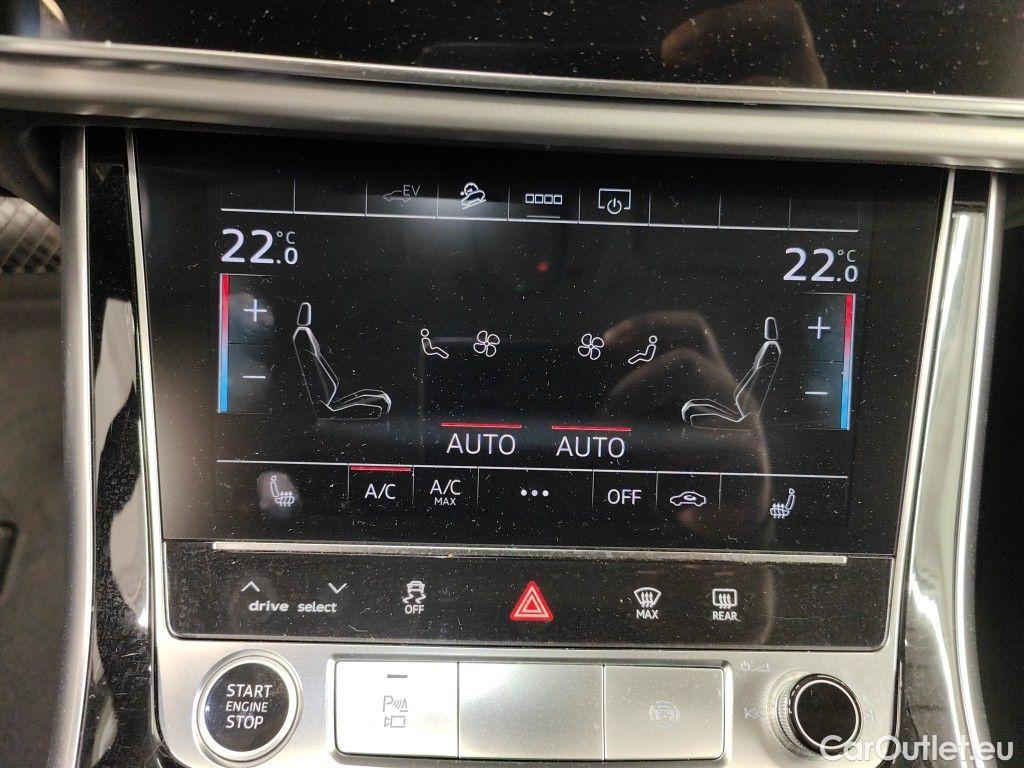 EV
22.0 °C
22.0 °C
+ +
− −
AUTO AUTO
A/C A/C MAX ••• OFF
drive select OFF MAX REAR
START
ENGINE
STOP
P
CarOutlet.eu